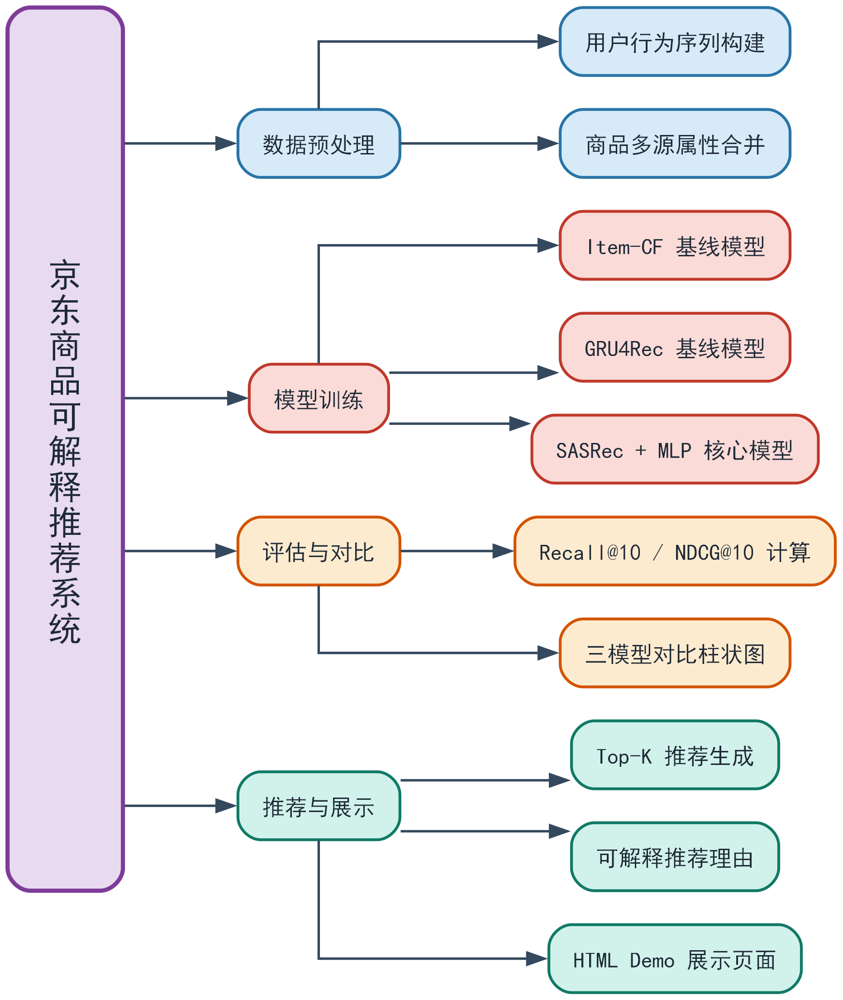 京东商品可解释推荐系统
数据预处理
用户行为序列构建
商品多源属性合并
模型训练
Item-CF 基线模型
GRU4Rec 基线模型
SASRec + MLP 核心模型
评估与对比
Recall@10 / NDCG@10 计算
三模型对比柱状图
推荐与展示
Top-K 推荐生成
可解释推荐理由
HTML Demo 展示页面